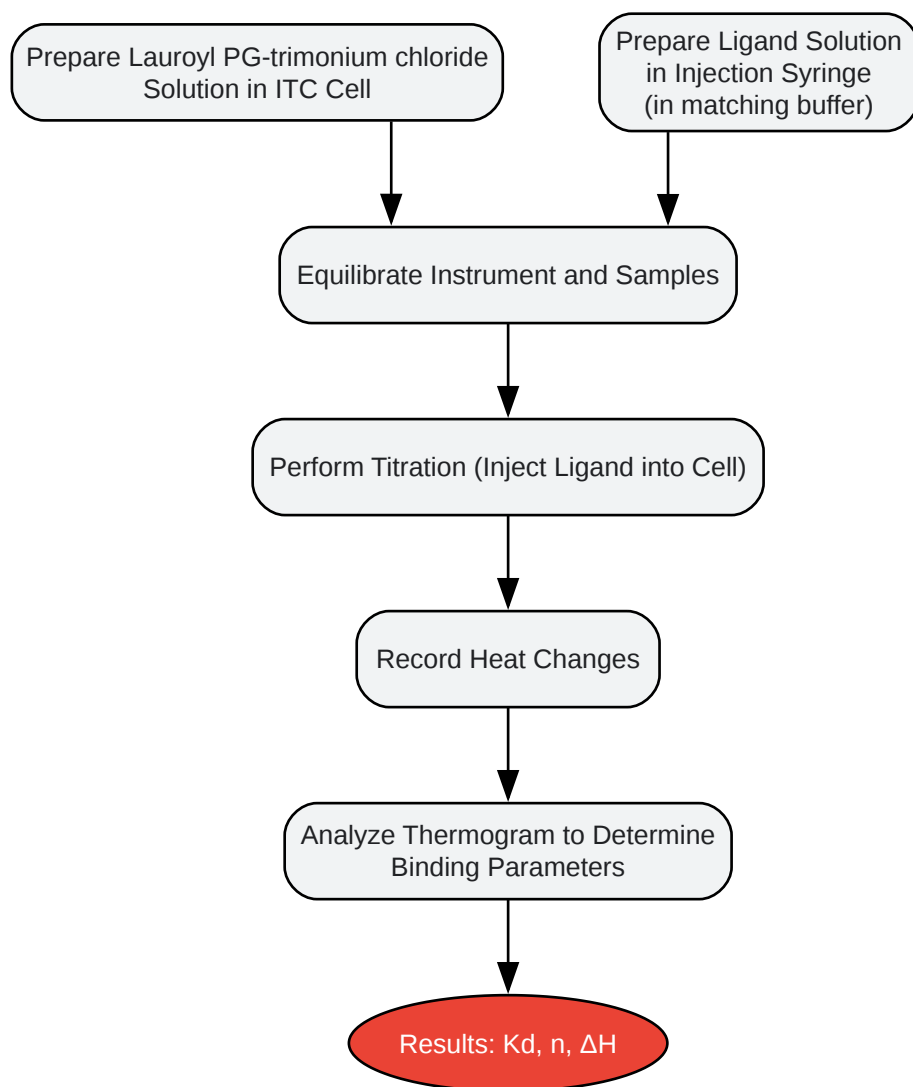 Prepare Lauroyl PG-trimonium chloride
Solution in ITC Cell
Prepare Ligand Solution
in Injection Syringe
(in matching buffer)
Equilibrate Instrument and Samples
Perform Titration (Inject Ligand into Cell)
Record Heat Changes
Analyze Thermogram to Determine
Binding Parameters
Results: Kd, n, ΔH